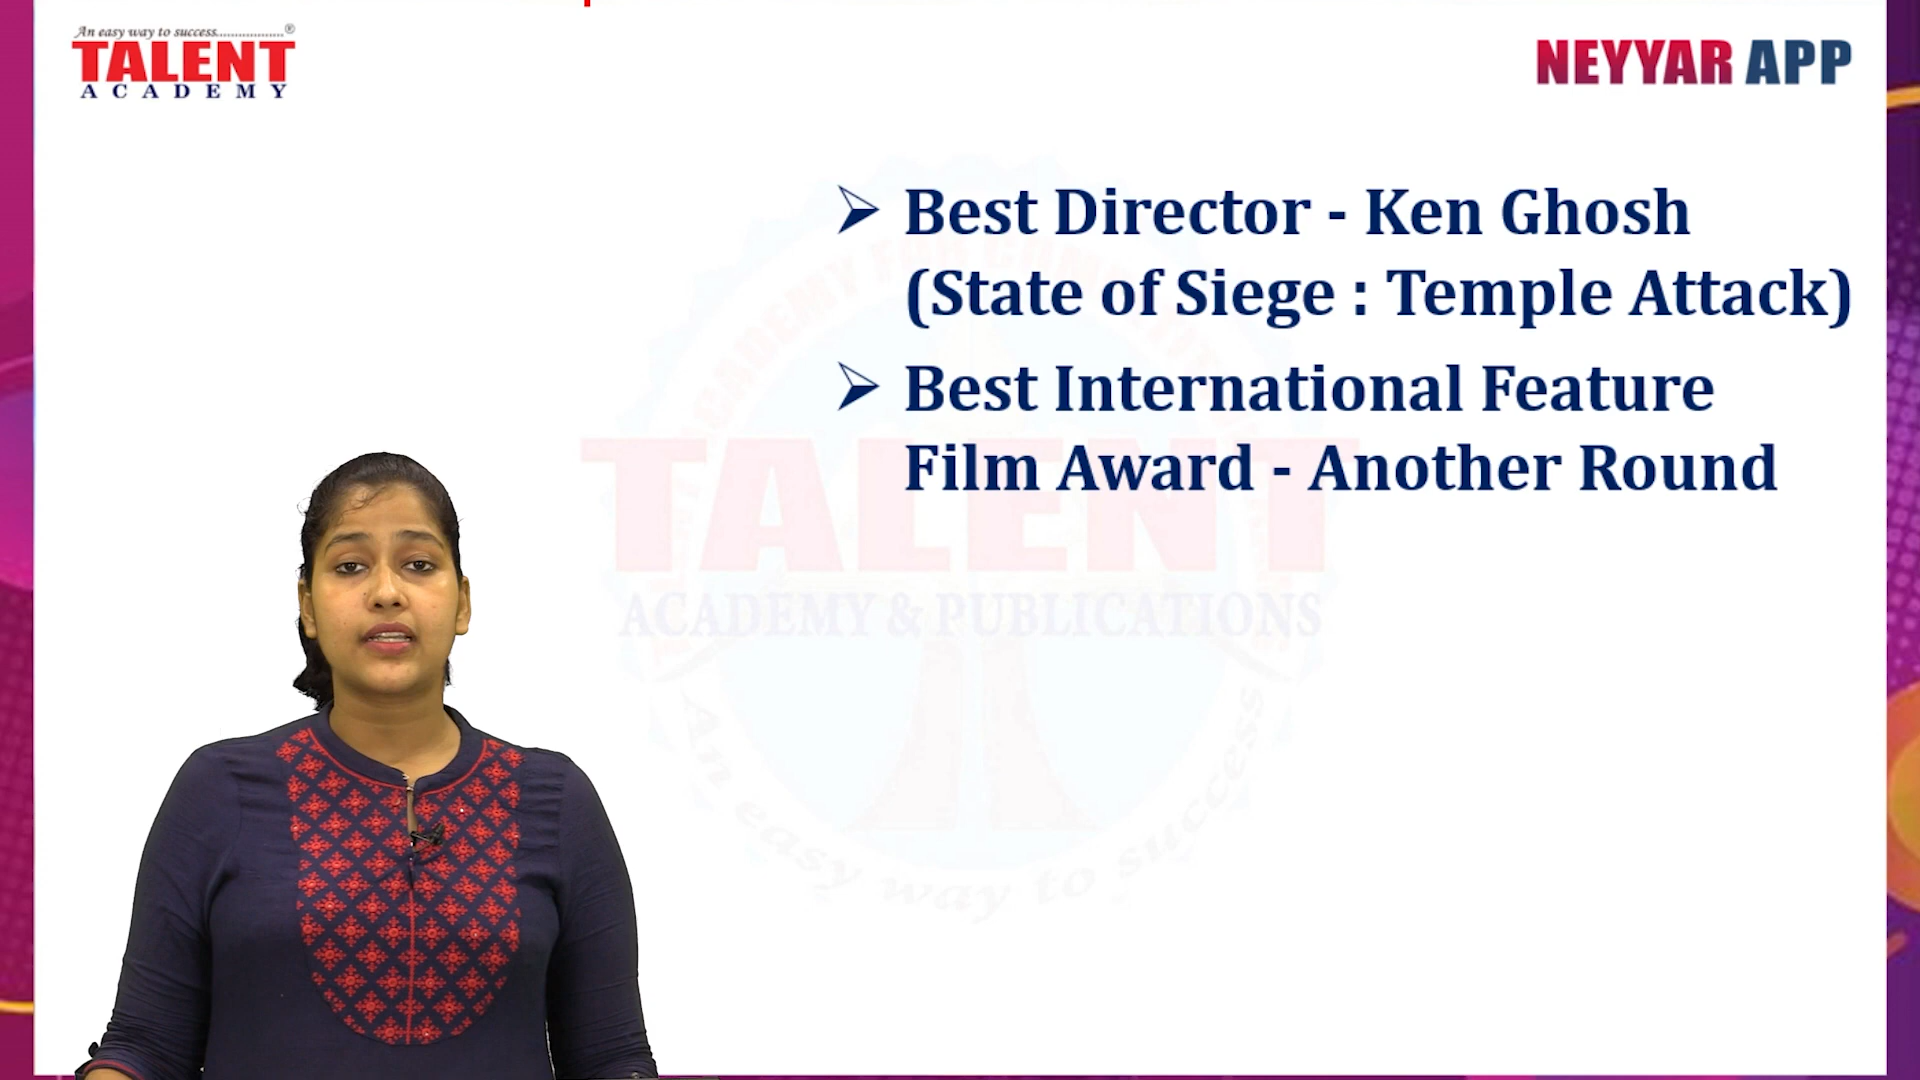 An easy way to success..................®
TALENT
ACADEMY
NEYYAR APP
➢ Best Director - Ken Ghosh
(State of Siege : Temple Attack)
➢ Best International Feature
Film Award - Another Round
TALENT
ACADEMY & PUBLICATIONS
An easy way to success